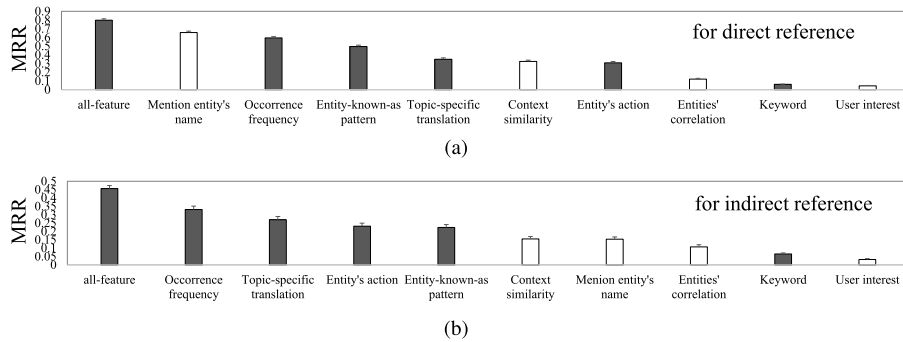 MRR
0.9
0.8
0.7
0.6
0.5
0.4
0.3
0.2
0.1
0
for direct reference
all-feature Mention entity's name Occorrence frequency Entity-known-as pattern Topic-specific translation Context similarity Entity's action Entities' correlation Keyword User interest
(a)
MRR
0.5
0.45
0.4
0.35
0.3
0.25
0.2
0.15
0.1
0.05
0
for indirect reference
all-feature Occorrence frequency Topic-specific translation Entity's action Entity-known-as pattern Context similarity Menion entity's name Entities' correlation Keyword User interest
(b)